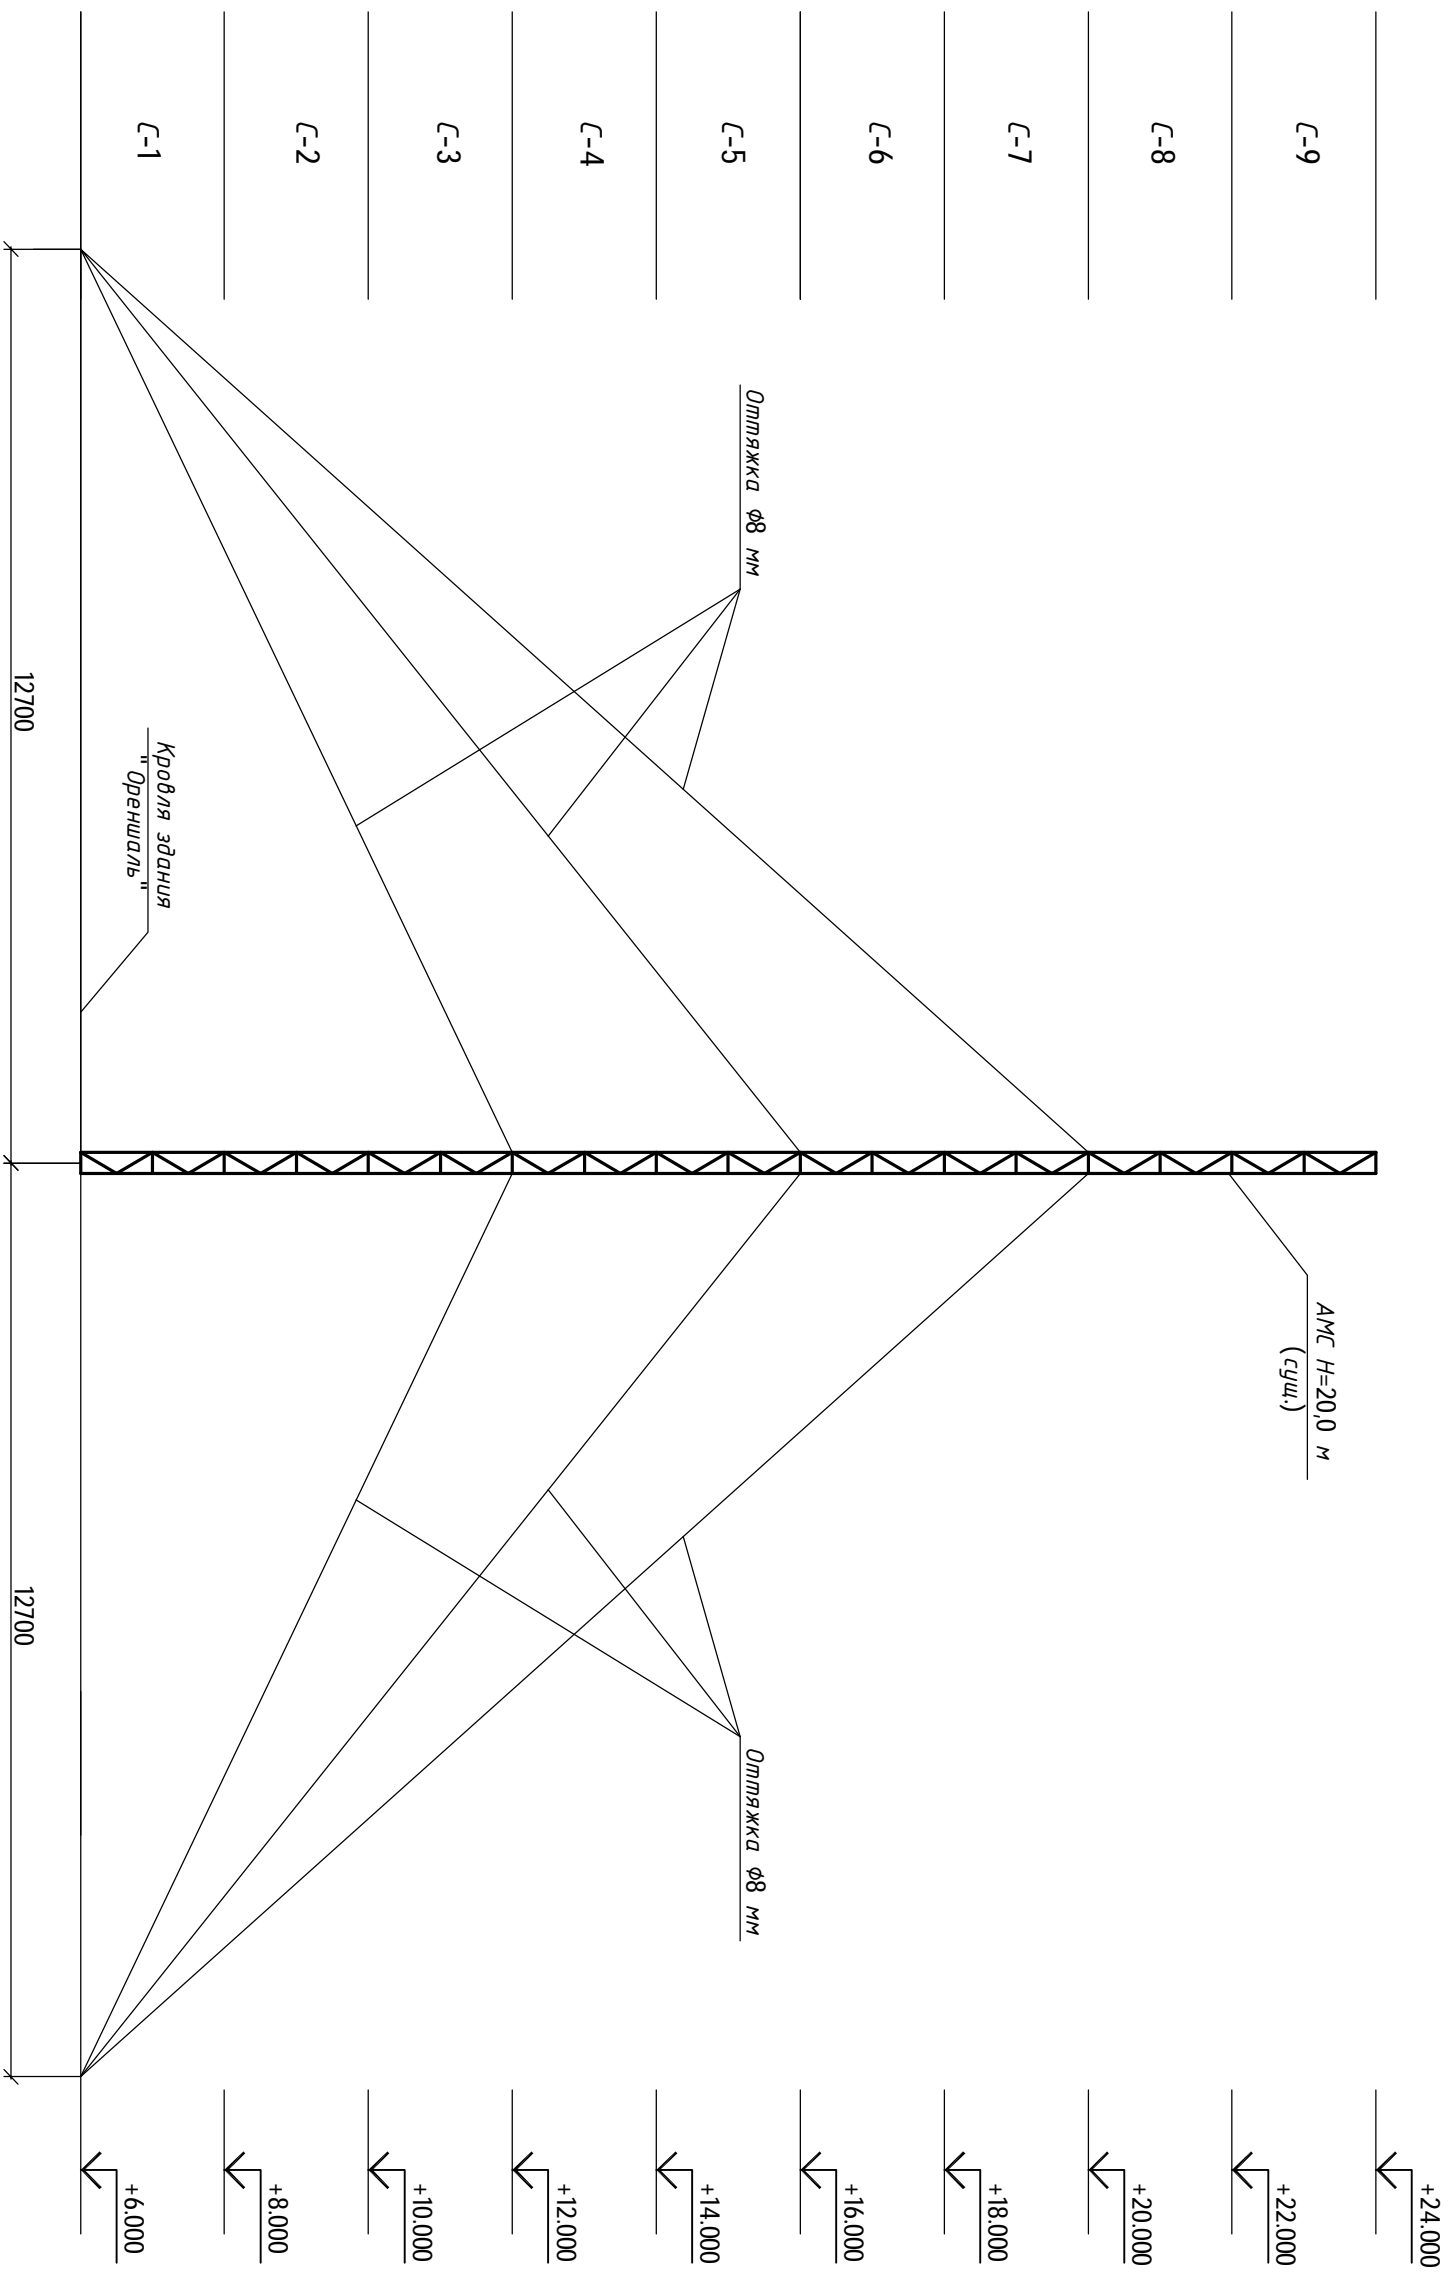 +24.000
+22.000
+20.000
+18.000
+16.000
+14.000
+12.000
+10.000
+8.000
+6.000
С-9
С-8
С-7
С-6
С-5
С-4
С-3
С-2
С-1
АМС Н=20,0 м
(сущ.)
Оттяжка ф8 мм
Оттяжка ф8 мм
Кровля здания
" Ореншаль"
12700
12700